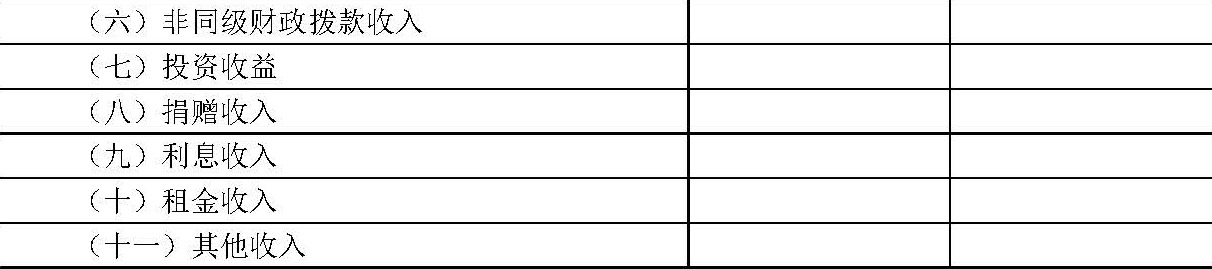 （六）非同级财政拨款收入
（七）投资收益
（八）捐赠收入
（九）利息收入
（十）租金收入
（十一）其他收入